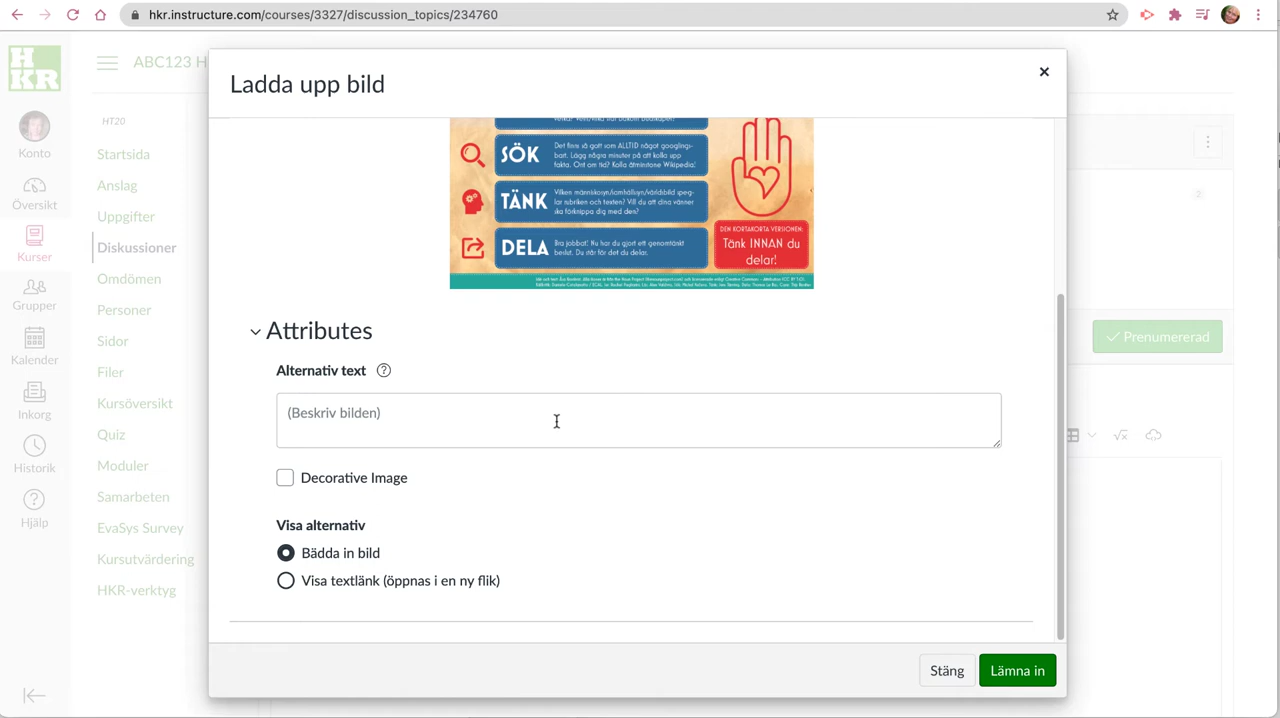 hkr.instructure.com/courses/3327/discussion_topics/234760
HKR
ABC123 H
Konto
Översikt
Kurser
Grupper
Kalender
Inkorg
Historik
Hjälp
HT20
Startsida
Anslag
Uppgifter
Diskussioner
Omdömen
Personer
Sidor
Filer
Kursöversikt
Quiz
Moduler
Samarbeten
EvaSys Survey
Kursutvärdering
HKR-verktyg
Ladda upp bild
SÖK
Det finns så gott som ALLTID något googlings-
bart. Lägg några minuter på att kolla upp
fakta. Ont om tid? Kolla åtminstone Wikipedia!
TÄNK
Vilken människosyn/samhällssyn/världsbild speg-
lar rubriken och texten? Vill du att dina vänner
ska förknippa dig med den?
DELA
Bra jobbat! Nu har du gjort ett genomtänkt
beslut. Du står för det du delar.
DEN KORTAKORTA VERSIONEN:
Tänk INNAN du
delar!
Attributes
Alternativ text
(Beskriv bilden)
Decorative Image
Visa alternativ
Bädda in bild
Visa textlänk (öppnas i en ny flik)
Stäng
Lämna in
Prenumererad